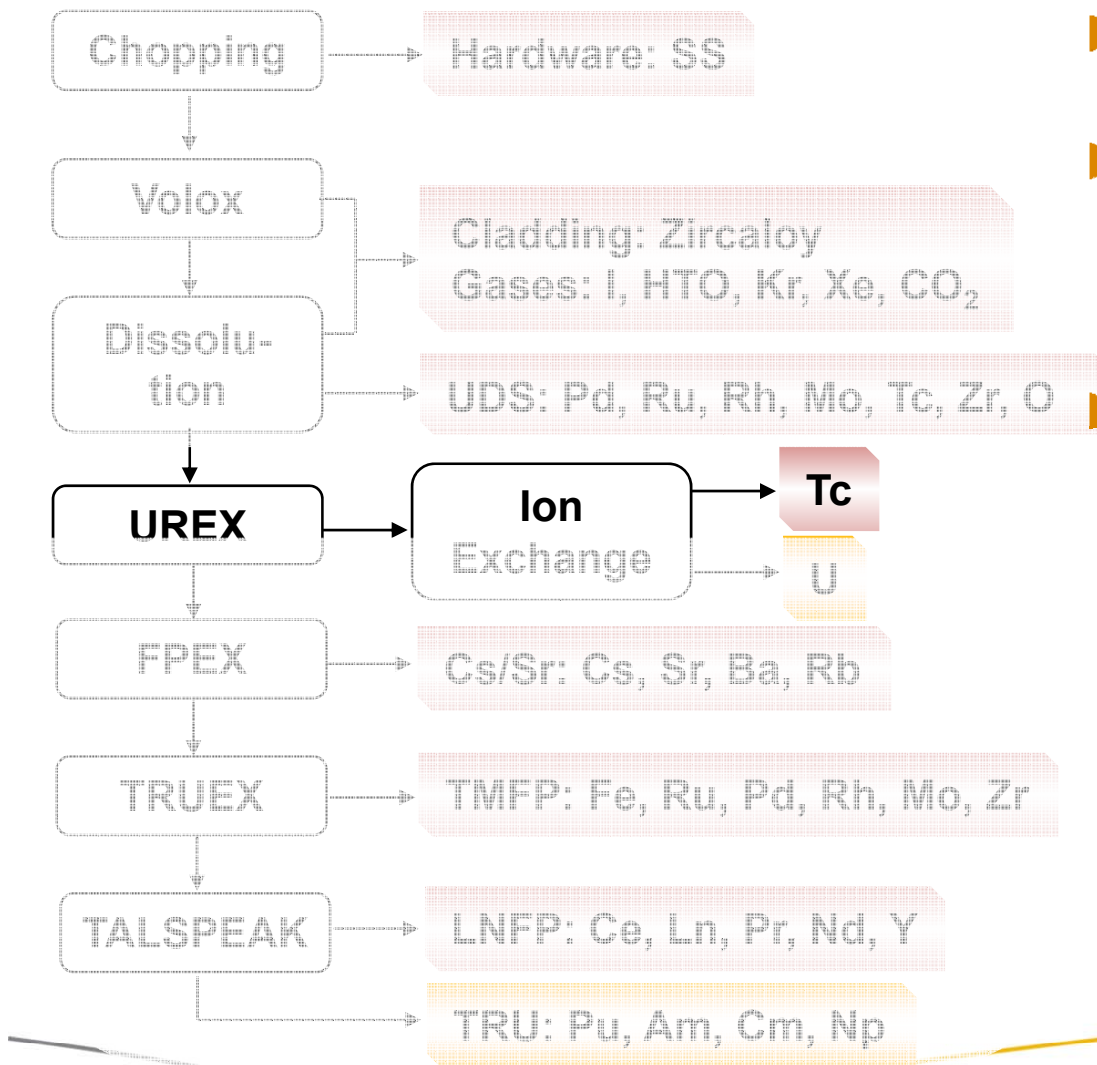 Chopping
Hardware: SS
Volox
Cladding: Zircaloy
Gases: I, HTO, Kr, Xe, CO₂
Dissolu-
tion
UDS: Pd, Ru, Rh, Mo, Tc, Zr, O
UREX
Ion
Exchange
Tc
U
FPEX
Cs/Sr: Cs, Sr, Ba, Rb
TRUEX
TMFP: Fe, Ru, Pd, Rh, Mo, Zr
TALSPEAK
LNFP: Ce, Ln, Pr, Nd, Y
TRU: Pu, Am, Cm, Np